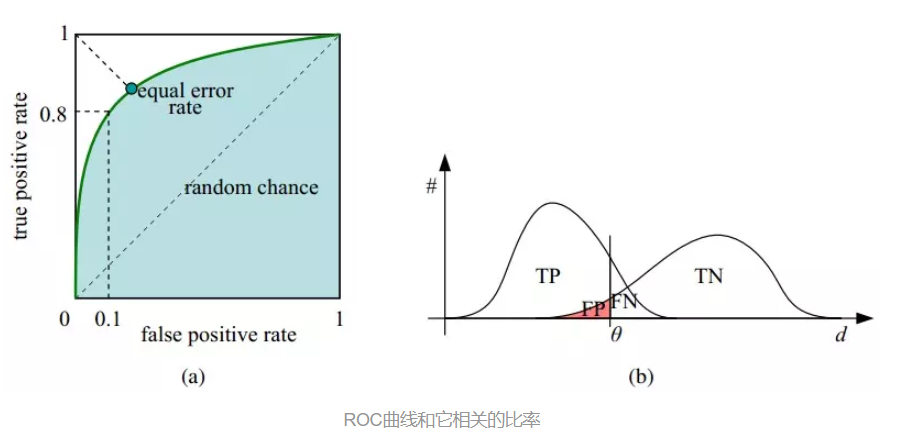 1
true positive rate
0.8
equal error
rate
random chance
0
0.1
1
false positive rate
(a)
#
TP
FP
FN
TN
θ
d
(b)
ROC曲线和它相关的比率